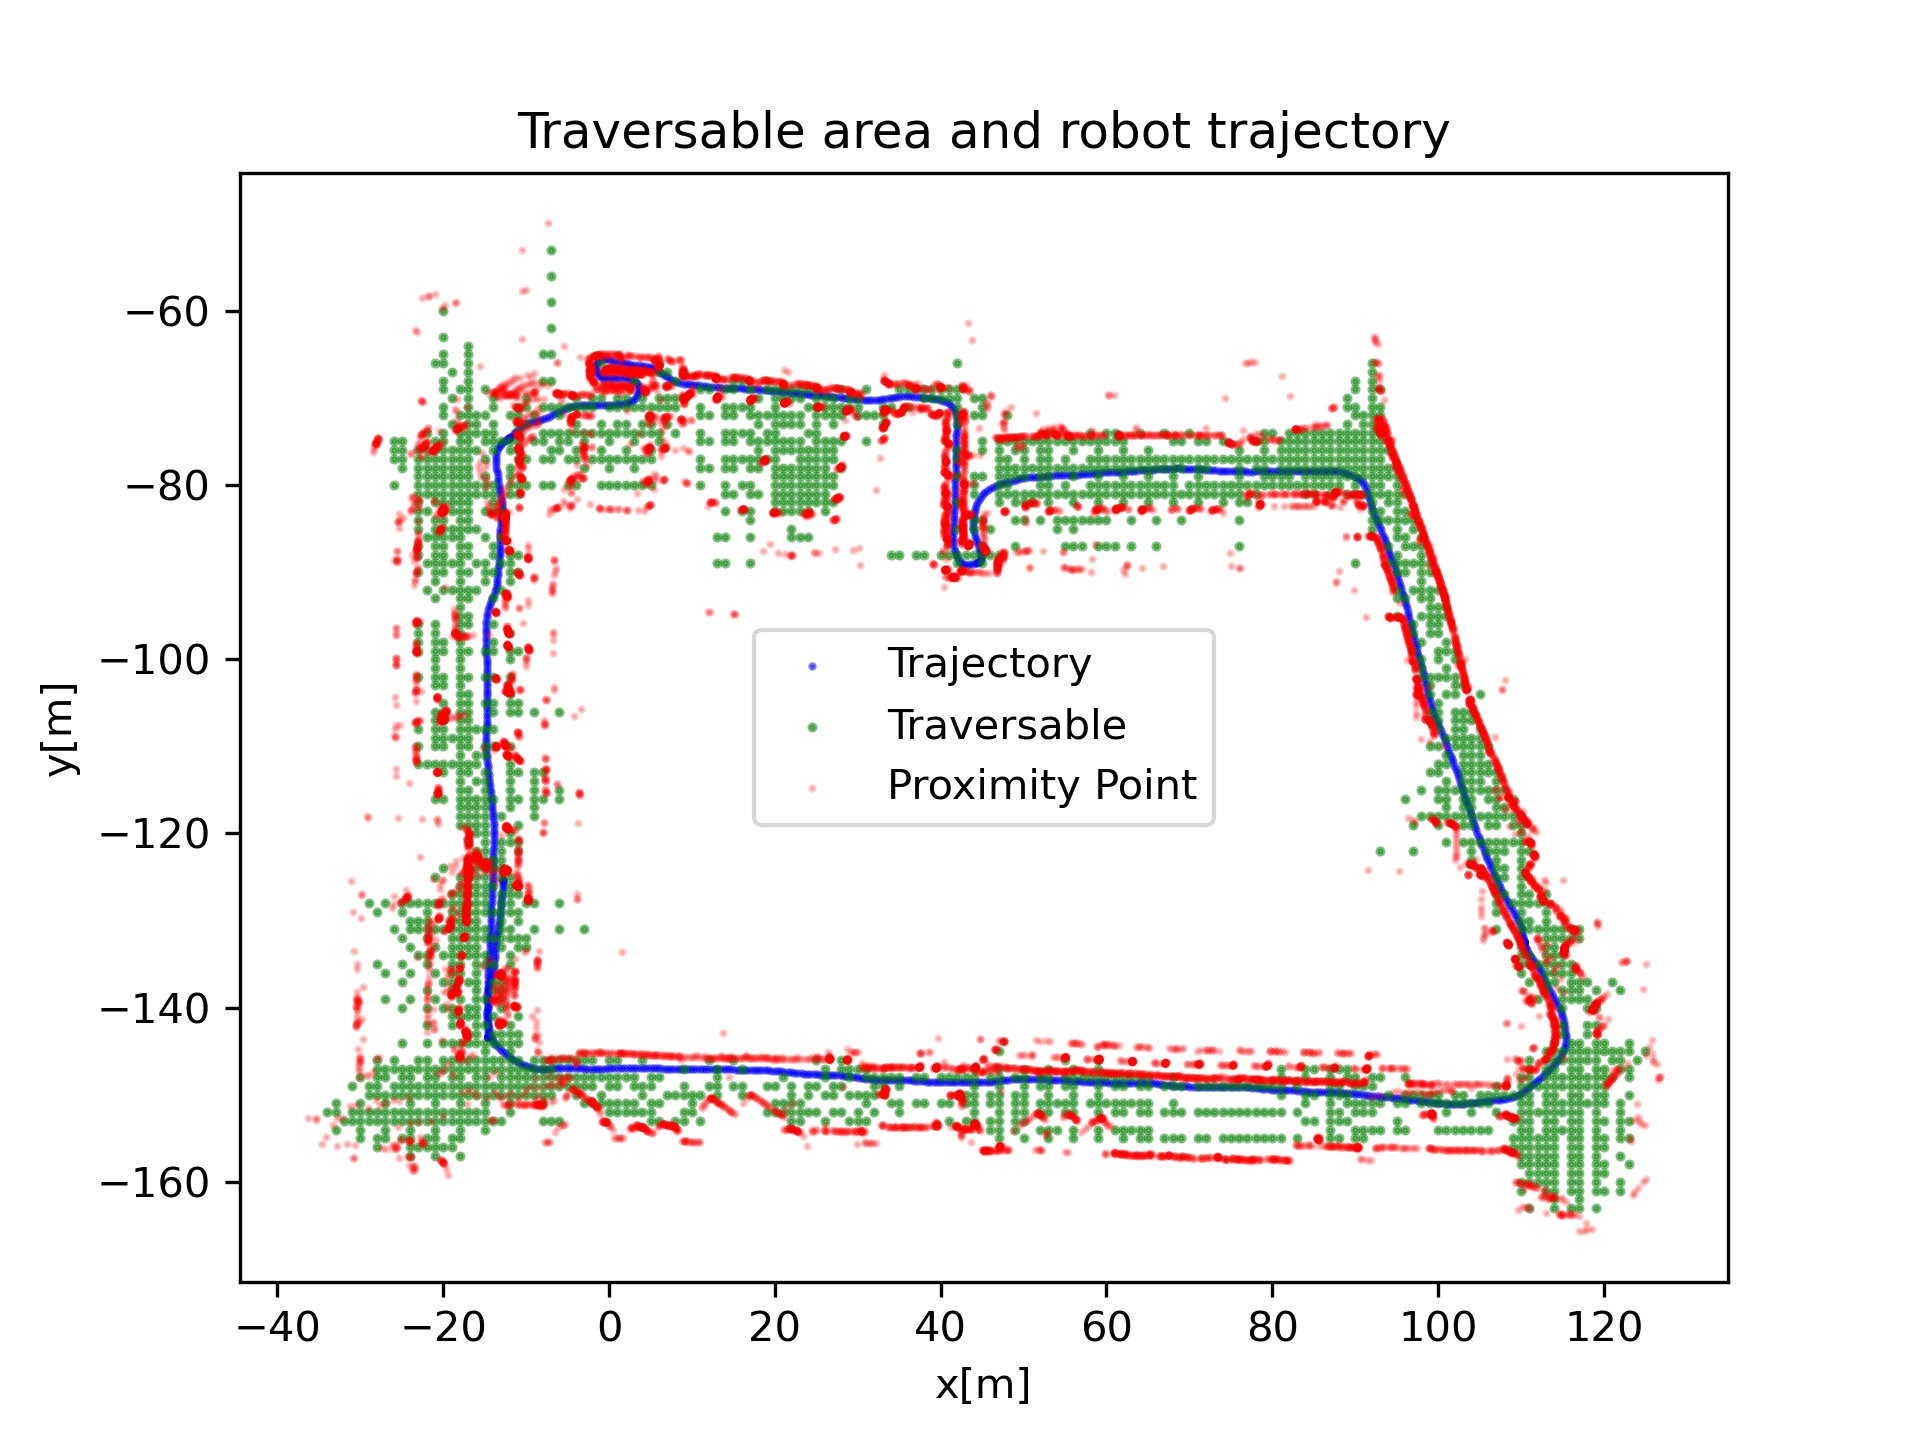 Traversable area and robot trajectory
−60
−80
−100
−120
−140
−160
y[m]
Trajectory
Traversable
Proximity Point
−40 −20 0 20 40 60 80 100 120
x[m]